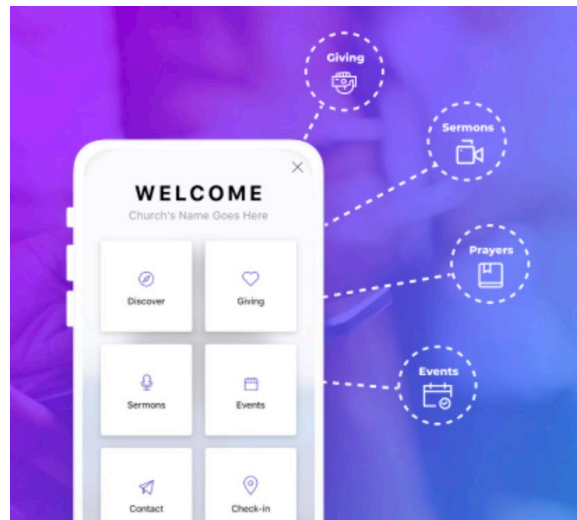 Giving
Sermons
Prayers
Events
WELCOME
Church's Name Goes Here
Discover
Giving
Sermons
Events
Contact
Check-in